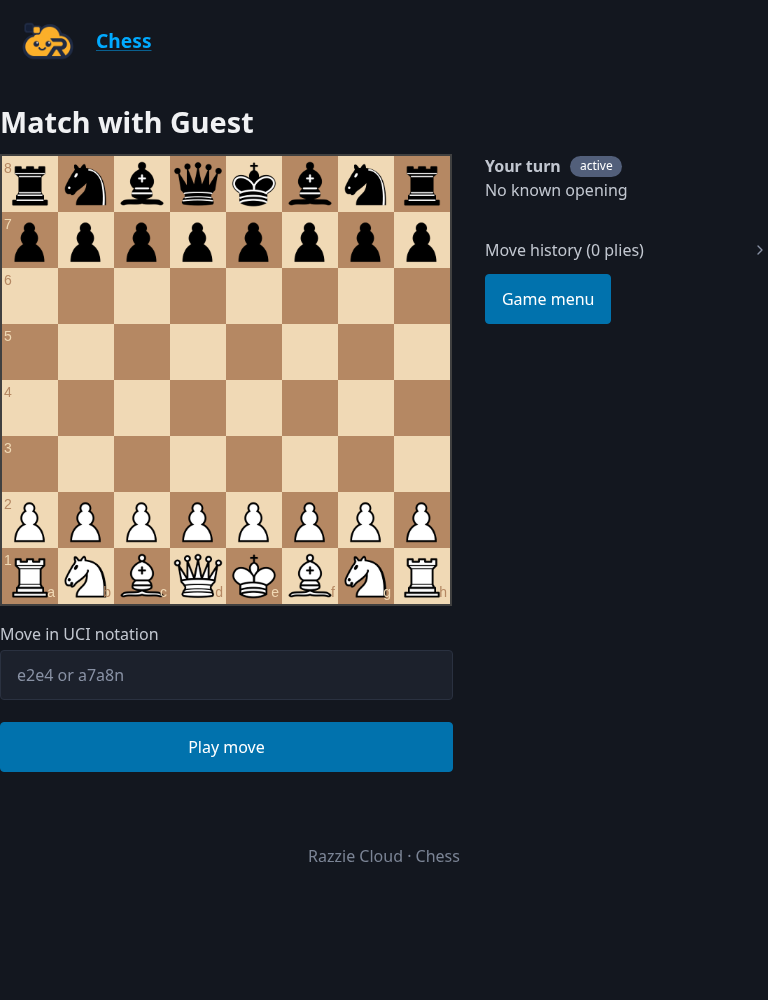 Chess
Match with Guest
8
7
6
5
4
3
2
1
a b c d e f g h
Your turn active
No known opening
Move history (0 plies)
Game menu
Move in UCI notation
e2e4 or a7a8n
Play move
Razzie Cloud · Chess